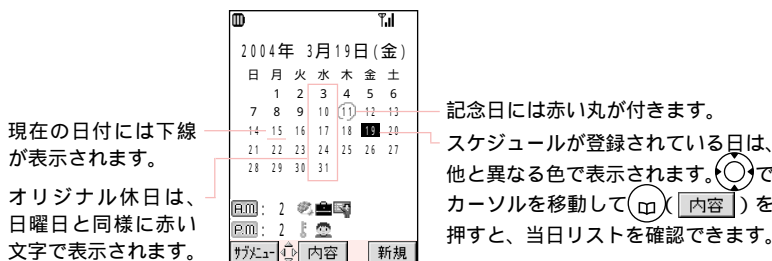 2004年 3月19日(金)
日 月 火 水 木 金 土
1 2 3 4 5 6
7 8 9 10 11 12 13
14 15 16 17 18 19 20
21 22 23 24 25 26 27
28 29 30 31
A.M. : 2
P.M. : 2
ｻﾌﾞﾒﾆｭｰ 内容 新規
現在の日付には下線
が表示されます。
オリジナル休日は、
日曜日と同様に赤い
文字で表示されます。
記念日には赤い丸が付きます。
スケジュールが登録されている日は、
他と異なる色で表示されます。で
カーソルを移動して( 内容 )を
押すと、当日リストを確認できます。